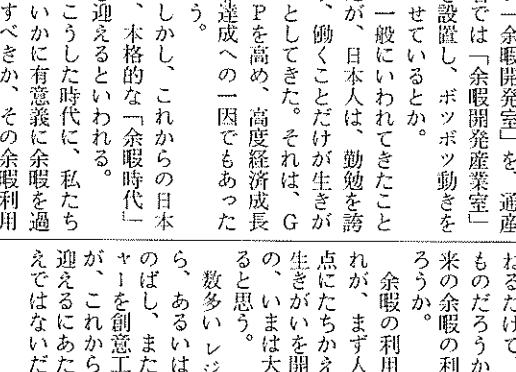 「余暇開発室」を、通産
省では「余暇開発産業室」
設置し、ボツボツ動きを
せているとか。
一般にいわれてきたこと
だが、日本人は、勤勉を誇
、働くことだけが生きが
としてきた。それは、G
Pを高め、高度経済成長
達成への一因でもあった
う。
しかし、これからの日本
、本格的な「余暇時代」
を迎えるといわれる。
こうした時代に、私たち
いかに有意義に余暇を過
すべきか、その余暇利用
ねるだけで
ものだろうか
来の余暇の利
ろうか。
余暇の利用
れが、まず人
点にたちかえ
生きがいを開
の、いまは大
ると思う。
数多いレジ
ら、あるいは
のばし、また
ャーを創意工
が、これから
迎えるにあた
えではないだ